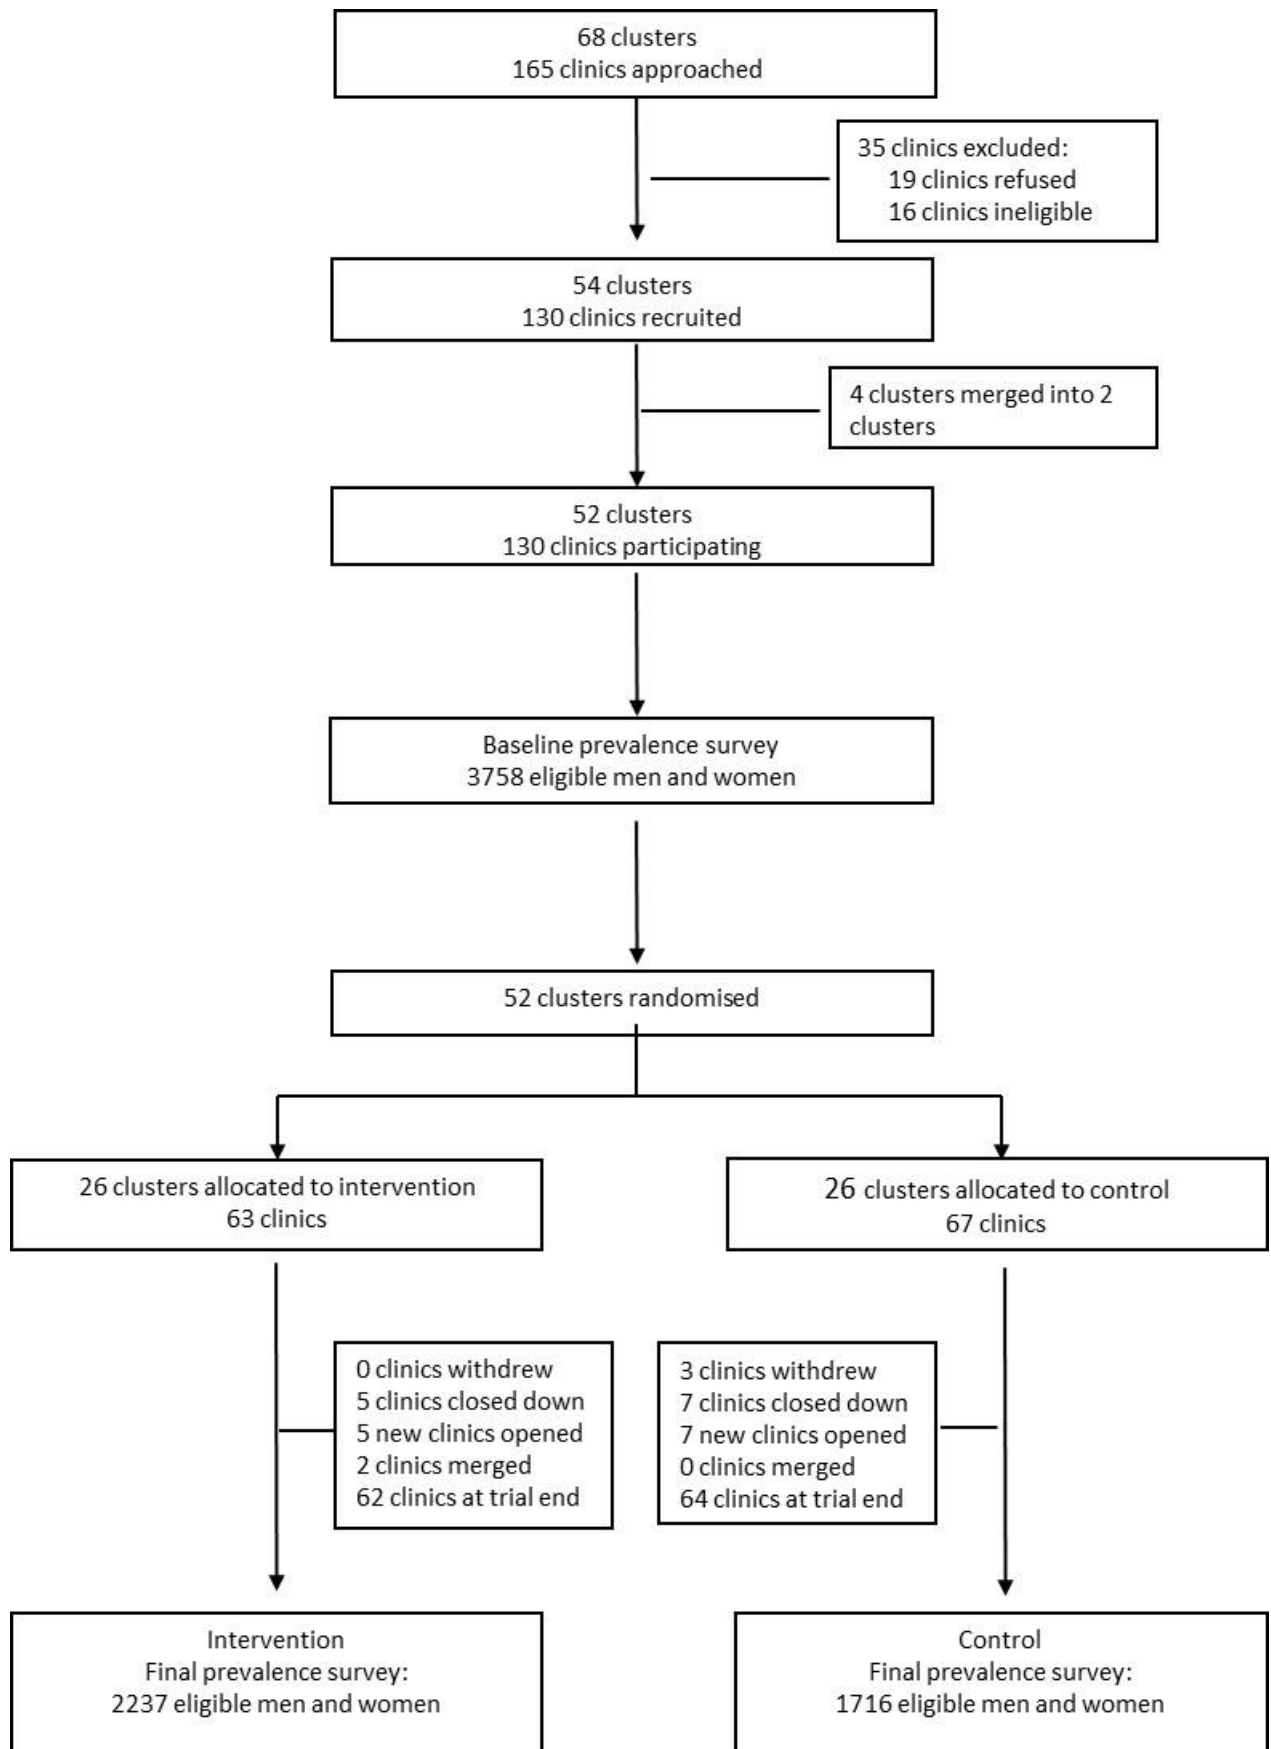 68 clusters
165 clinics approached
35 clinics excluded:
19 clinics refused
16 clinics ineligible
54 clusters
130 clinics recruited
4 clusters merged into 2
clusters
52 clusters
130 clinics participating
Baseline prevalence survey
3758 eligible men and women
52 clusters randomised
26 clusters allocated to intervention
63 clinics
26 clusters allocated to control
67 clinics
0 clinics withdrew
5 clinics closed down
5 new clinics opened
2 clinics merged
62 clinics at trial end
3 clinics withdrew
7 clinics closed down
7 new clinics opened
0 clinics merged
64 clinics at trial end
Intervention
Final prevalence survey:
2237 eligible men and women
Control
Final prevalence survey:
1716 eligible men and women